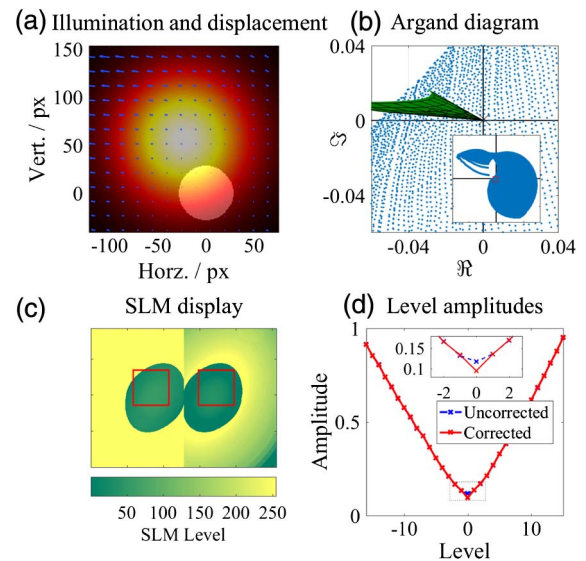 (a) Illumination and displacement
150
100
50
0
Vert. / px
-100 -50 0 50
Horz. / px
(b) Argand diagram
0.04
0
-0.04
ℑ
-0.04 0 0.04
ℜ
(c) SLM display
50 100 150 200 250
SLM Level
(d) Level amplitudes
1
0.5
0
Amplitude
0.15
0.1
-2 0 2
Uncorrected
Corrected
-10 0 10
Level